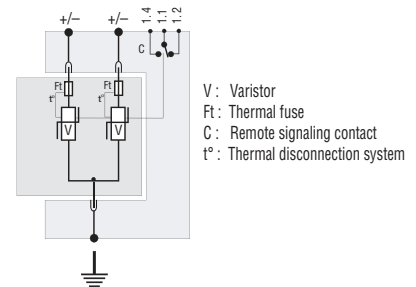 +/– +/– 1.4 1.1 1.2
C
Ft Ft
t° t°
V V
V : Varistor
Ft : Thermal fuse
C : Remote signaling contact
t° : Thermal disconnection system